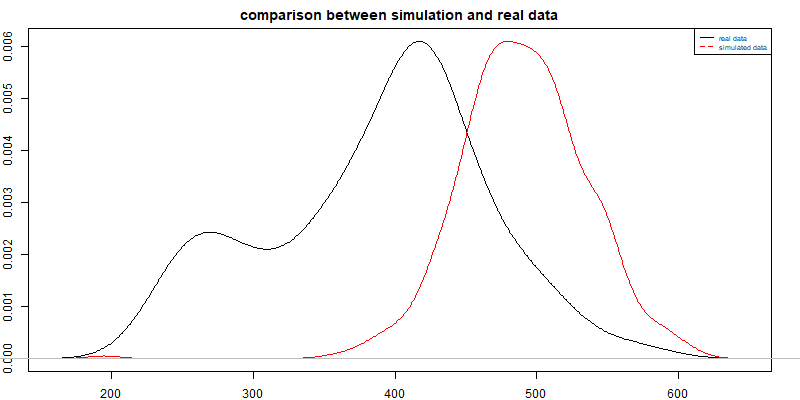 comparison between simulation and real data
real data
simulated data
0.006
0.005
0.004
0.003
0.002
0.001
0.000
200 300 400 500 600